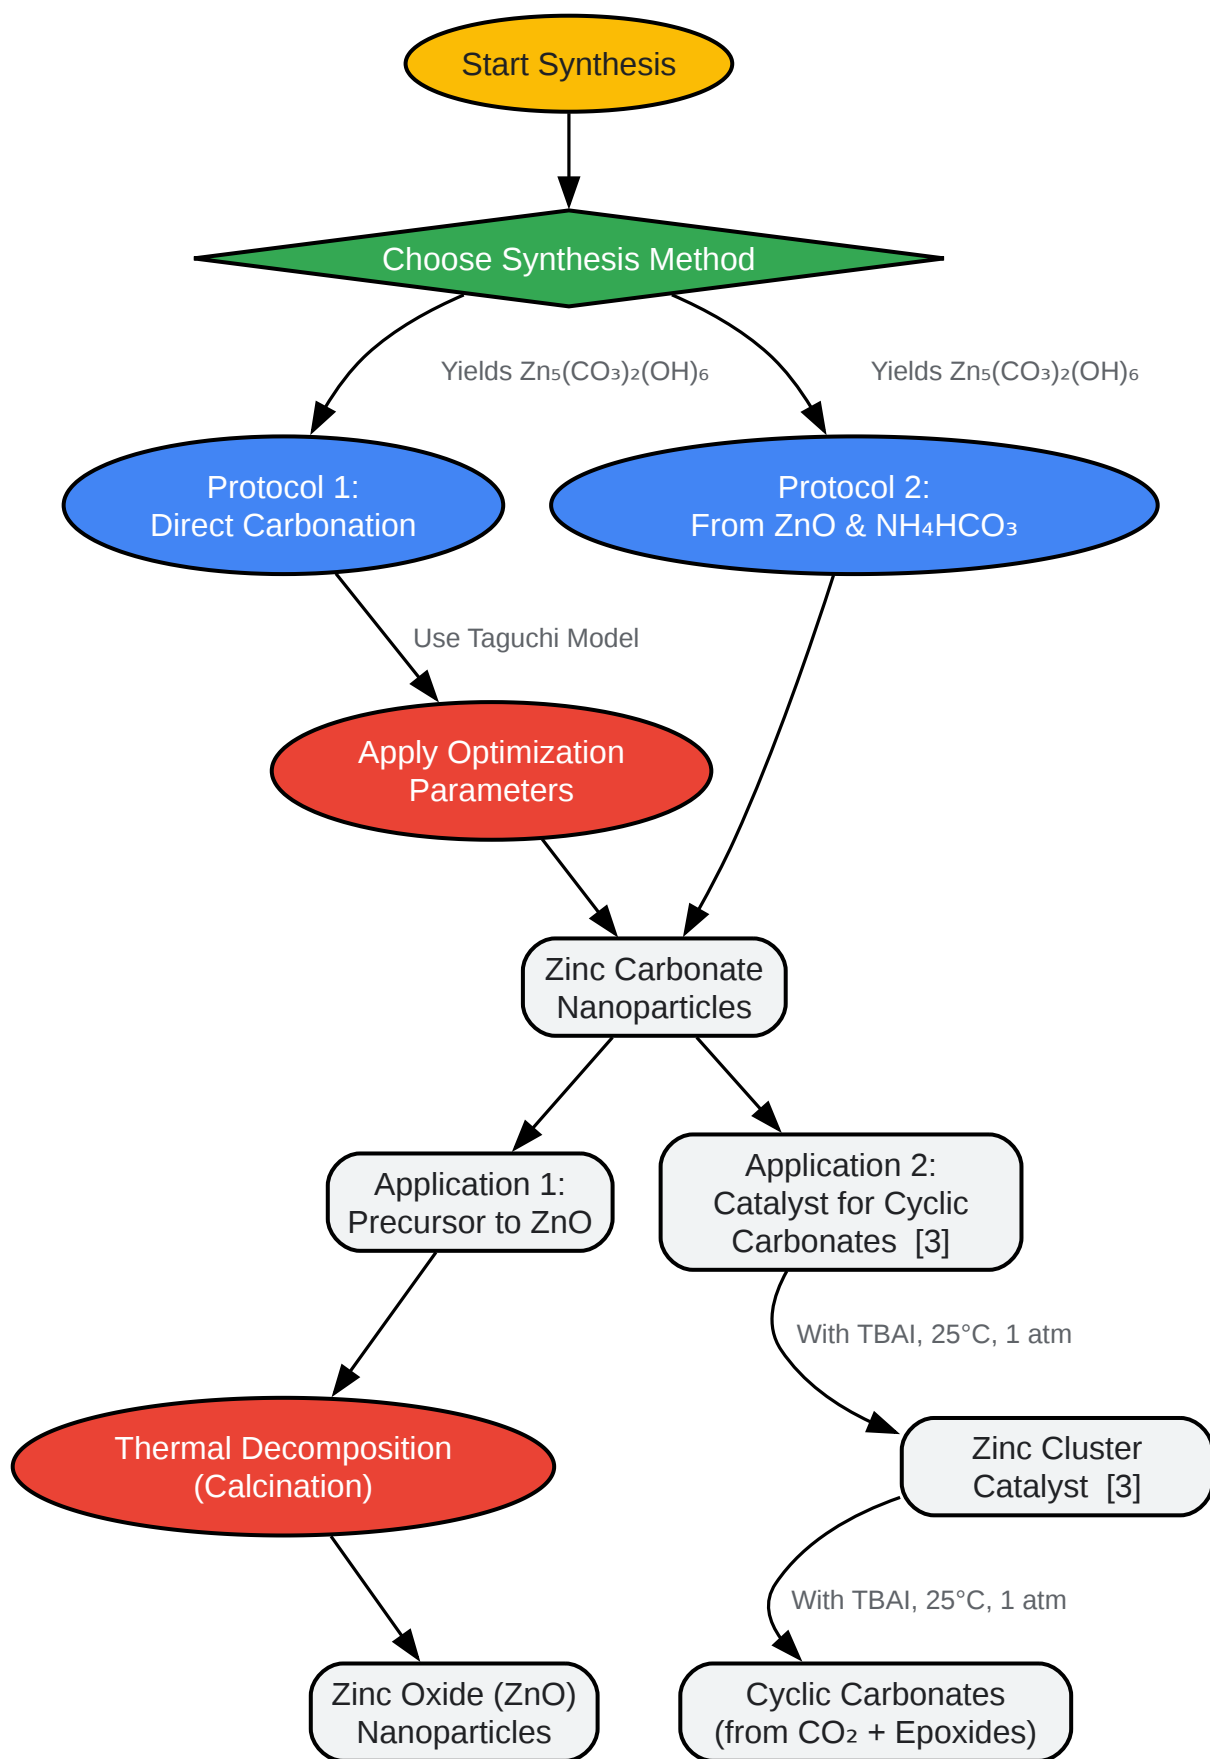 Start Synthesis
Choose Synthesis Method
Yields Zn₅(CO₃)₂(OH)₆
Yields Zn₅(CO₃)₂(OH)₆
Protocol 1:
Direct Carbonation
Protocol 2:
From ZnO & NH₄HCO₃
Use Taguchi Model
Apply Optimization
Parameters
Zinc Carbonate
Nanoparticles
Application 1:
Precursor to ZnO
Application 2:
Catalyst for Cyclic
Carbonates [3]
With TBAI, 25°C, 1 atm
Thermal Decomposition
(Calcination)
Zinc Cluster
Catalyst [3]
With TBAI, 25°C, 1 atm
Zinc Oxide (ZnO)
Nanoparticles
Cyclic Carbonates
(from CO₂ + Epoxides)